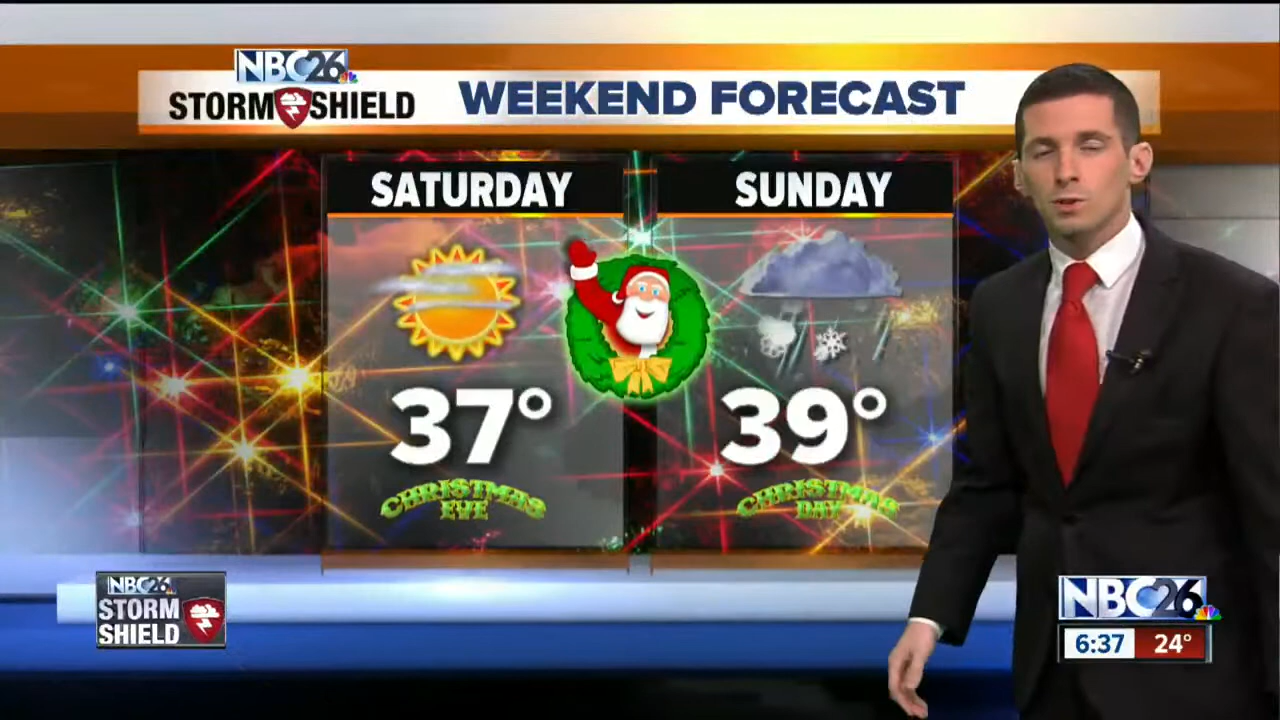 NBC26
STORM SHIELD
WEEKEND FORECAST
SATURDAY
SUNDAY
37°
39°
CHRISTMAS
EVE
CHRISTMAS
DAY
NBC26
STORM
SHIELD
NBC26
6:37 24°